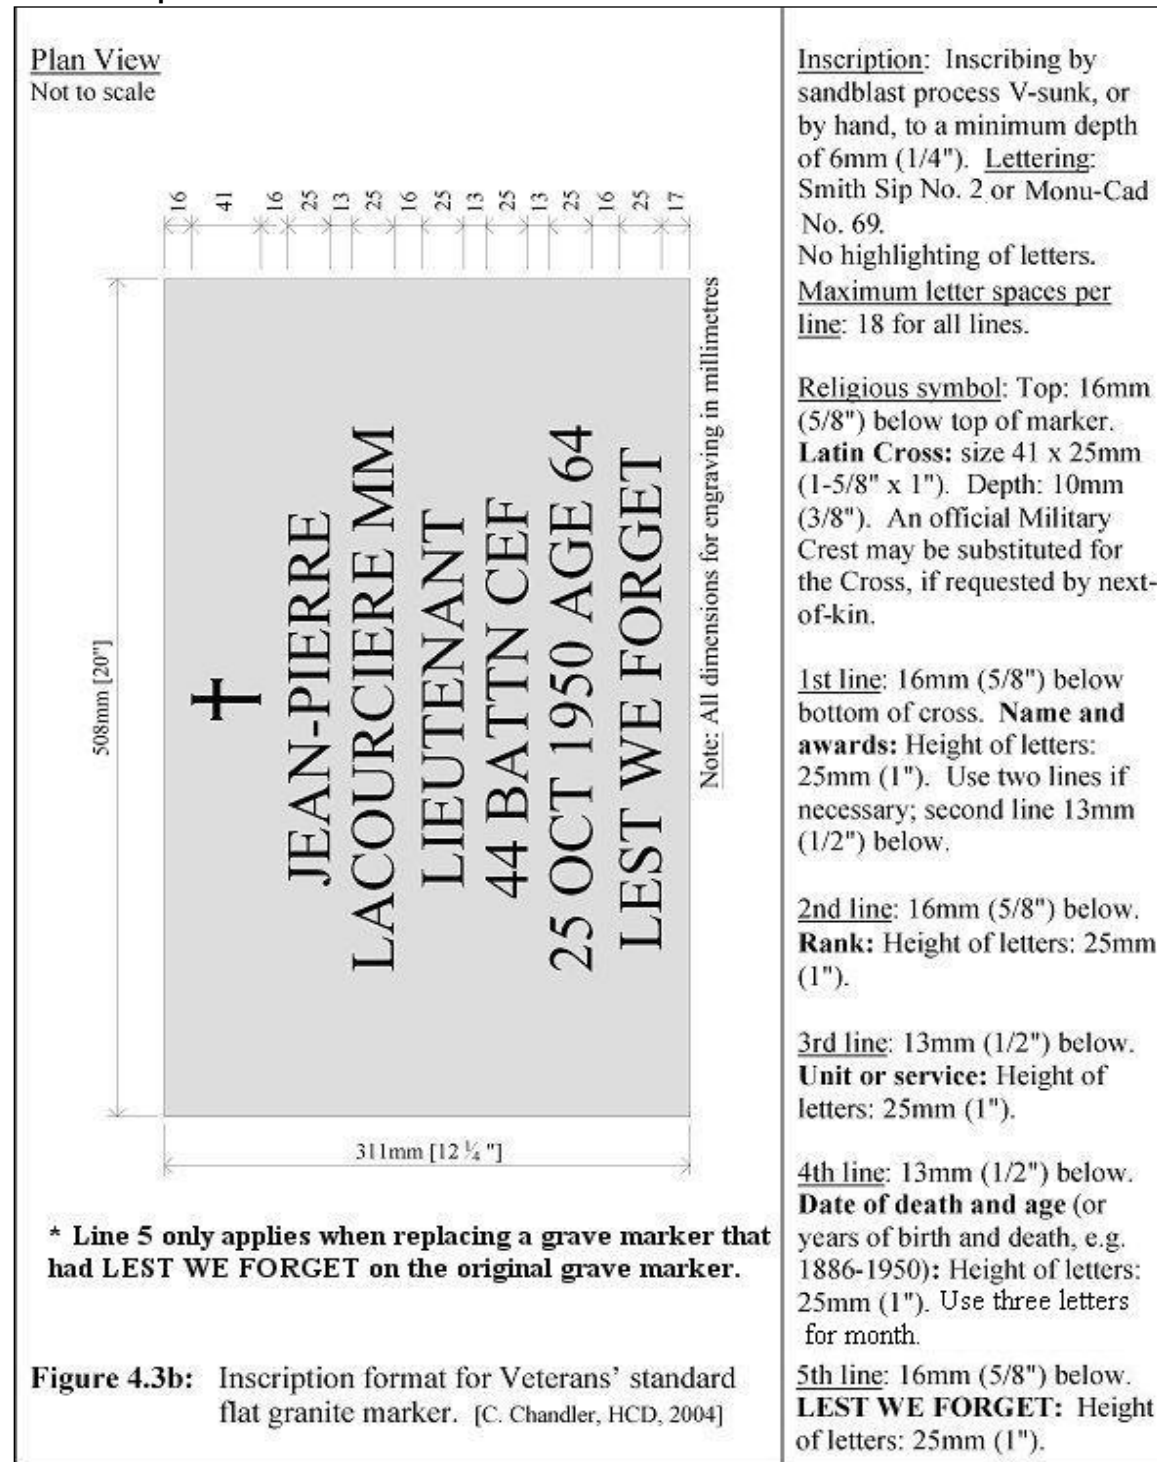 Plan View
Not to scale
16 41 16 25 13 25 16 25 13 25 13 25 16 25 17
508mm [20"]
✝
JEAN-PIERRE
LACOURCIERE MM
LIEUTENANT
44 BATTN CEF
25 OCT 1950 AGE 64
LEST WE FORGET
Note: All dimensions for engraving in millimetres
311mm [12 ¼ "]
* Line 5 only applies when replacing a grave marker that
had LEST WE FORGET on the original grave marker.
Figure 4.3b: Inscription format for Veterans’ standard
flat granite marker. [C. Chandler, HCD, 2004]
Inscription: Inscribing by
sandblast process V-sunk, or
by hand, to a minimum depth
of 6mm (1/4"). Lettering:
Smith Sip No. 2 or Monu-Cad
No. 69.
No highlighting of letters.
Maximum letter spaces per
line: 18 for all lines.
Religious symbol: Top: 16mm
(5/8") below top of marker.
Latin Cross: size 41 x 25mm
(1-5/8" x 1"). Depth: 10mm
(3/8"). An official Military
Crest may be substituted for
the Cross, if requested by next-
of-kin.
1st line: 16mm (5/8") below
bottom of cross. Name and
awards: Height of letters:
25mm (1"). Use two lines if
necessary; second line 13mm
(1/2") below.
2nd line: 16mm (5/8") below.
Rank: Height of letters: 25mm
(1").
3rd line: 13mm (1/2") below.
Unit or service: Height of
letters: 25mm (1").
4th line: 13mm (1/2") below.
Date of death and age (or
years of birth and death, e.g.
1886-1950): Height of letters:
25mm (1"). Use three letters
for month.
5th line: 16mm (5/8") below.
LEST WE FORGET: Height
of letters: 25mm (1").